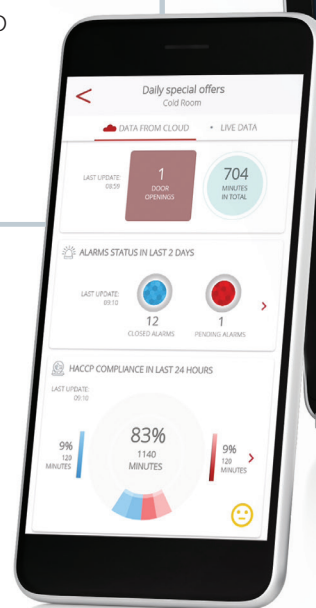 Daily special offers
Cold Room
DATA FROM CLOUD • LIVE DATA
LAST UPDATE:
08:59
1
DOOR
OPENINGS
704
MINUTES
IN TOTAL
ALARMS STATUS IN LAST 2 DAYS
LAST UPDATE:
09:10
12
CLOSED ALARMS
1
PENDING ALARMS
HACCP COMPLIANCE IN LAST 24 HOURS
LAST UPDATE:
09:10
9%
120
MINUTES
83%
1140
MINUTES
9%
120
MINUTES